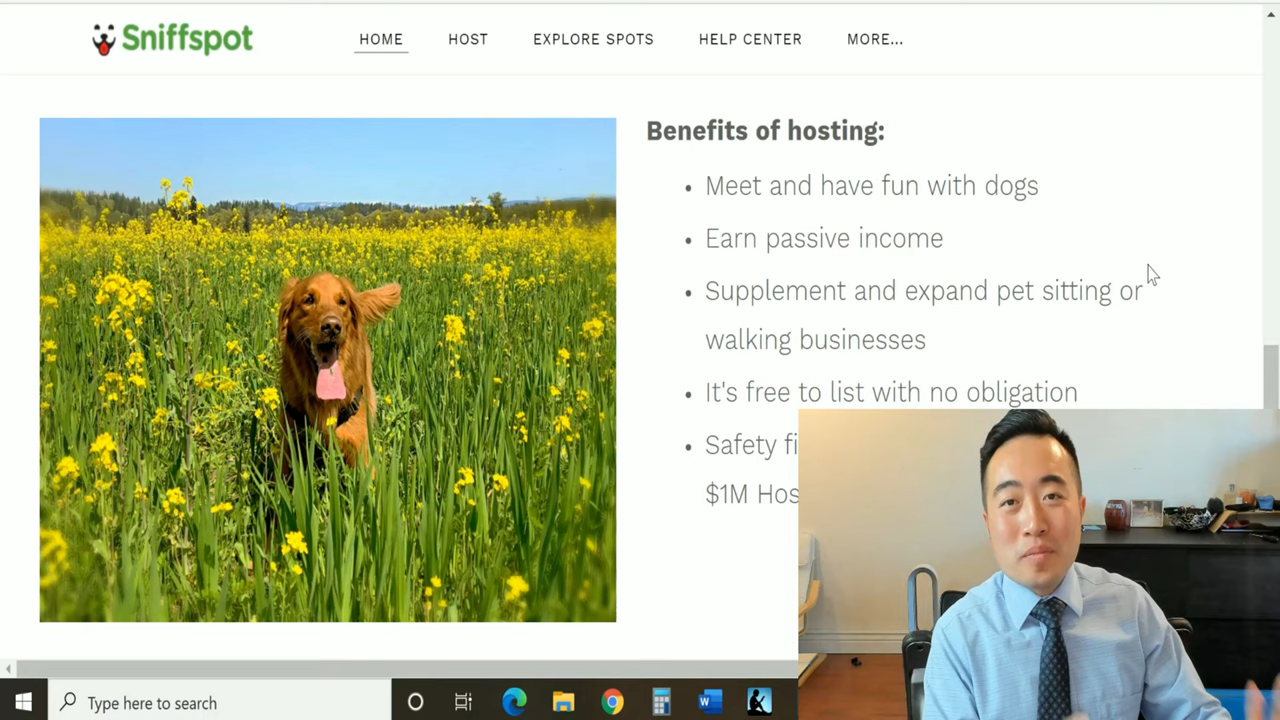 Sniffspot
HOME HOST EXPLORE SPOTS HELP CENTER MORE...
Benefits of hosting:
Meet and have fun with dogs
Earn passive income
Supplement and expand pet sitting or
walking businesses
It's free to list with no obligation
Safety
$1M
Type here to search